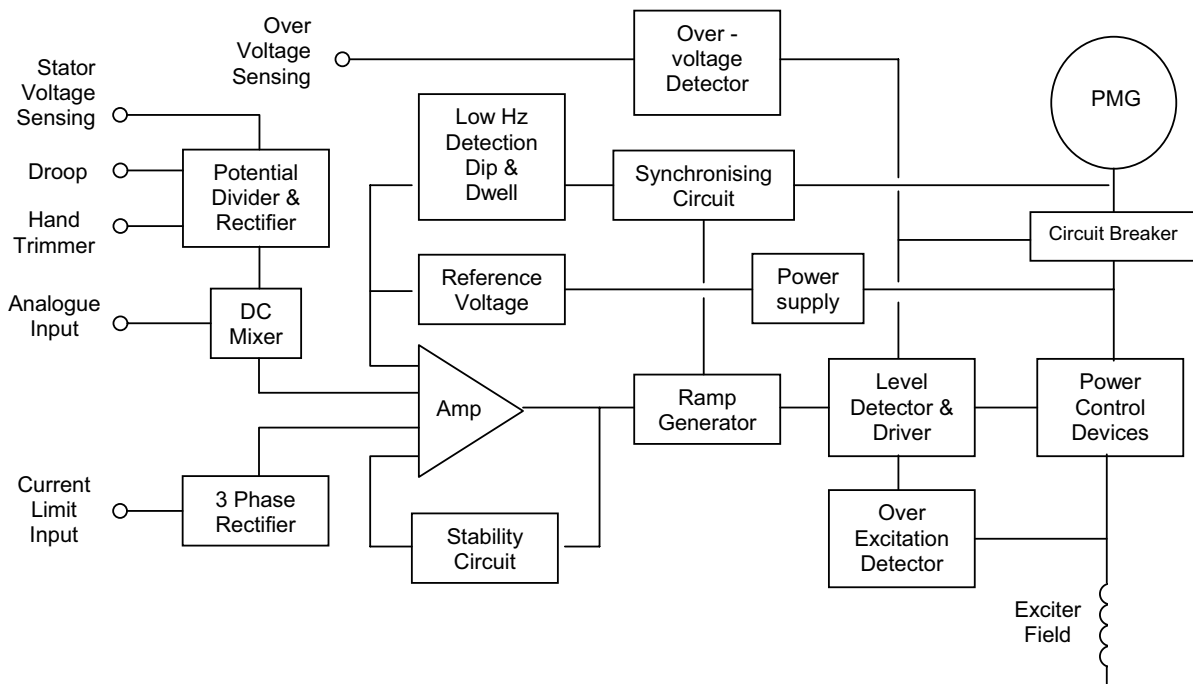 Over
Voltage
Sensing
Over -
voltage
Detector
Stator
Voltage
Sensing
PMG
Low Hz
Detection
Dip &
Dwell
Droop
Potential
Divider &
Rectifier
Synchronising
Circuit
Hand
Trimmer
Circuit Breaker
Reference
Voltage
Power
supply
Analogue
Input
DC
Mixer
Amp
Ramp
Generator
Level
Detector &
Driver
Power
Control
Devices
Current
Limit
Input
3 Phase
Rectifier
Stability
Circuit
Over
Excitation
Detector
Exciter
Field